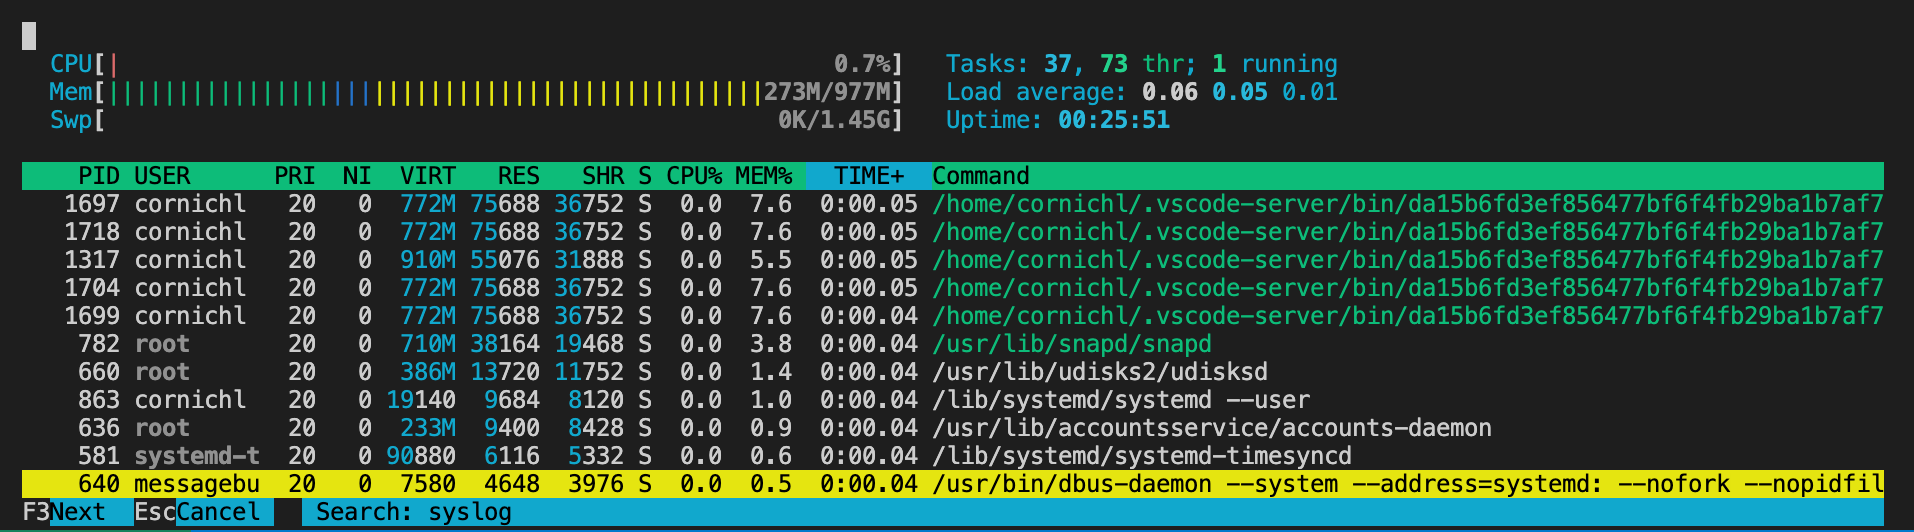 CPU[| 0.7%] Tasks: 37, 73 thr; 1 running
Mem[||||||||||||||||||||||||||||||||||||||||||||||||273M/977M] Load average: 0.06 0.05 0.01
Swp[ 0K/1.45G] Uptime: 00:25:51
PID USER PRI NI VIRT RES SHR S CPU% MEM% TIME+ Command
1697 cornichl 20 0 772M 75688 36752 S 0.0 7.6 0:00.05 /home/cornichl/.vscode-server/bin/da15b6fd3ef856477bf6f4fb29ba1b7af7
1718 cornichl 20 0 772M 75688 36752 S 0.0 7.6 0:00.05 /home/cornichl/.vscode-server/bin/da15b6fd3ef856477bf6f4fb29ba1b7af7
1317 cornichl 20 0 910M 55076 31888 S 0.0 5.5 0:00.05 /home/cornichl/.vscode-server/bin/da15b6fd3ef856477bf6f4fb29ba1b7af7
1704 cornichl 20 0 772M 75688 36752 S 0.0 7.6 0:00.05 /home/cornichl/.vscode-server/bin/da15b6fd3ef856477bf6f4fb29ba1b7af7
1699 cornichl 20 0 772M 75688 36752 S 0.0 7.6 0:00.04 /home/cornichl/.vscode-server/bin/da15b6fd3ef856477bf6f4fb29ba1b7af7
782 root 20 0 710M 38164 19468 S 0.0 3.8 0:00.04 /usr/lib/snapd/snapd
660 root 20 0 386M 13720 11752 S 0.0 1.4 0:00.04 /usr/lib/udisks2/udisksd
863 cornichl 20 0 19140 9684 8120 S 0.0 1.0 0:00.04 /lib/systemd/systemd --user
636 root 20 0 233M 9400 8428 S 0.0 0.9 0:00.04 /usr/lib/accountsservice/accounts-daemon
581 systemd-t 20 0 90880 6116 5332 S 0.0 0.6 0:00.04 /lib/systemd/systemd-timesyncd
640 messagebu 20 0 7580 4648 3976 S 0.0 0.5 0:00.04 /usr/bin/dbus-daemon --system --address=systemd: --nofork --nopidfil
F3Next EscCancel Search: syslog